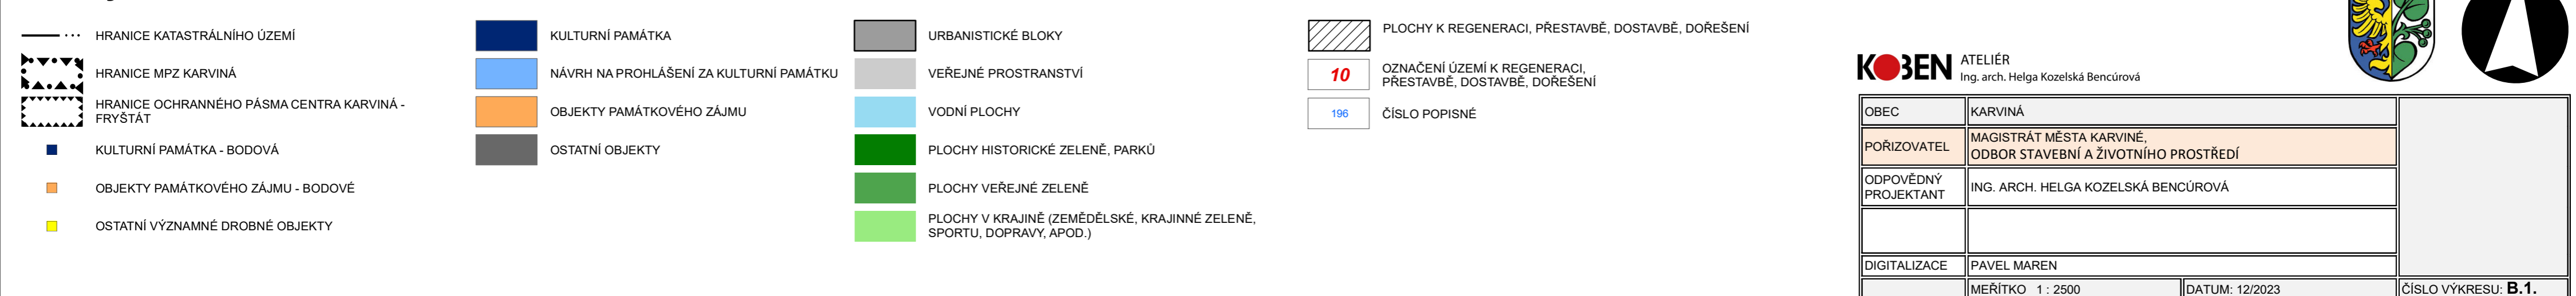 HRANICE KATASTRÁLNÍHO ÚZEMÍ
HRANICE MPZ KARVINÁ
HRANICE OCHRANNÉHO PÁSMA CENTRA KARVINÁ -
FRYŠTÁT
KULTURNÍ PAMÁTKA - BODOVÁ
OBJEKTY PAMÁTKOVÉHO ZÁJMU - BODOVÉ
OSTATNÍ VÝZNAMNÉ DROBNÉ OBJEKTY
KULTURNÍ PAMÁTKA
NÁVRH NA PROHLÁŠENÍ ZA KULTURNÍ PAMÁTKU
OBJEKTY PAMÁTKOVÉHO ZÁJMU
OSTATNÍ OBJEKTY
URBANISTICKÉ BLOKY
VEŘEJNÉ PROSTRANSTVÍ
VODNÍ PLOCHY
PLOCHY HISTORICKÉ ZELENĚ, PARKŮ
PLOCHY VEŘEJNÉ ZELENĚ
PLOCHY V KRAJINĚ (ZEMĚDĚLSKÉ, KRAJINNÉ ZELENĚ,
SPORTU, DOPRAVY, APOD.)
PLOCHY K REGENERACI, PŘESTAVBĚ, DOSTAVBĚ, DOŘEŠENÍ
10 OZNAČENÍ ÚZEMÍ K REGENERACI,
PŘESTAVBĚ, DOSTAVBĚ, DOŘEŠENÍ
196 ČÍSLO POPISNÉ
KOBEN ATELIÉR
Ing. arch. Helga Kozelská Bencúrová
OBEC KARVINÁ
POŘIZOVATEL MAGISTRÁT MĚSTA KARVINÉ,
ODBOR STAVEBNÍ A ŽIVOTNÍHO PROSTŘEDÍ
ODPOVĚDNÝ
PROJEKTANT ING. ARCH. HELGA KOZELSKÁ BENCÚROVÁ
DIGITALIZACE PAVEL MAREN
MEŘÍTKO 1 : 2500 DATUM: 12/2023 ČÍSLO VÝKRESU: B.1.